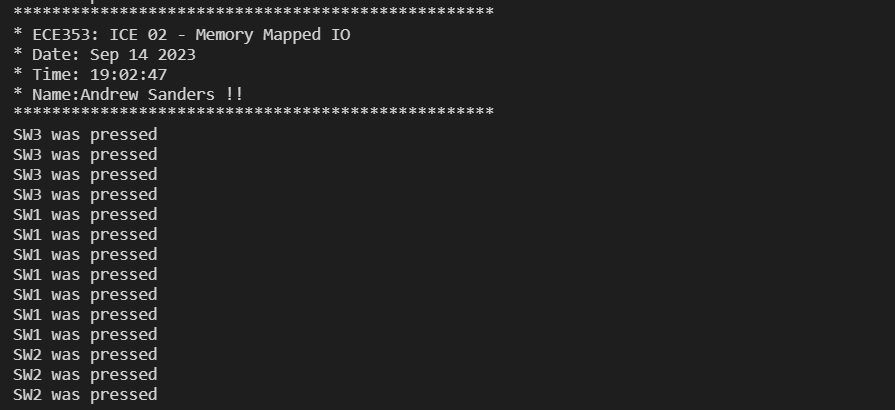 **************************************************
* ECE353: ICE 02 - Memory Mapped IO
* Date: Sep 14 2023
* Time: 19:02:47
* Name:Andrew Sanders !!
**************************************************
SW3 was pressed
SW3 was pressed
SW3 was pressed
SW3 was pressed
SW1 was pressed
SW1 was pressed
SW1 was pressed
SW1 was pressed
SW1 was pressed
SW1 was pressed
SW1 was pressed
SW2 was pressed
SW2 was pressed
SW2 was pressed